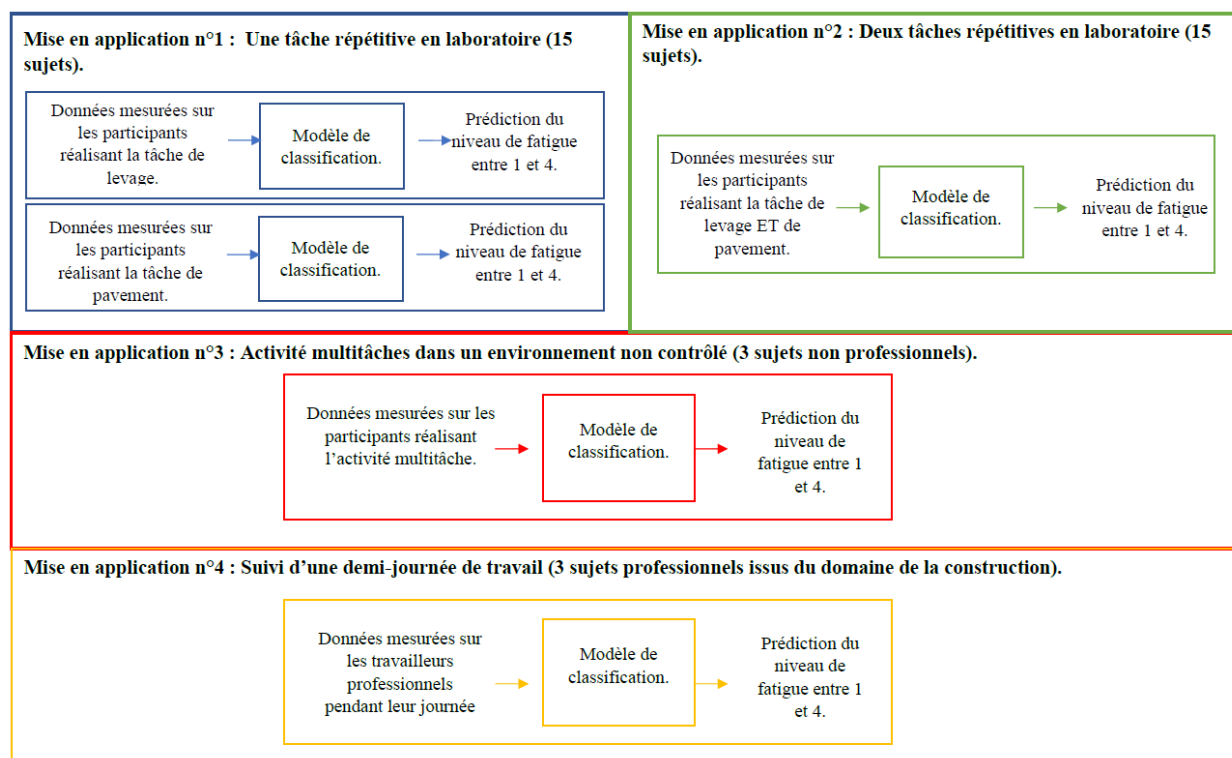 Mise en application n°1 :  Une tâche répétitive en laboratoire (15
sujets).
Données mesurées sur
les participants
réalisant la tâche de
levage.
Modèle de
classification.
Prédiction du
niveau de fatigue
entre 1 et 4.
Données mesurées sur
les participants
réalisant la tâche de
pavement.
Modèle de
classification.
Prédiction du
niveau de fatigue
entre 1 et 4.
Mise en application n°2 : Deux tâches répétitives en laboratoire (15
sujets).
Données mesurées sur
les participants
réalisant la tâche de
levage ET de
pavement.
Modèle de
classification.
Prédiction du
niveau de fatigue
entre 1 et 4.
Mise en application n°3 : Activité multitâches dans un environnement non contrôlé (3 sujets non professionnels).
Données mesurées sur les
participants réalisant
l’activité multitâche.
Modèle de
classification.
Prédiction du
niveau de
fatigue entre 1
et 4.
Mise en application n°4 : Suivi d’une demi-journée de travail (3 sujets professionnels issus du domaine de la construction).
Données mesurées sur
les travailleurs
professionnels
pendant leur journée
Modèle de
classification.
Prédiction du
niveau de
fatigue entre 1
et 4.